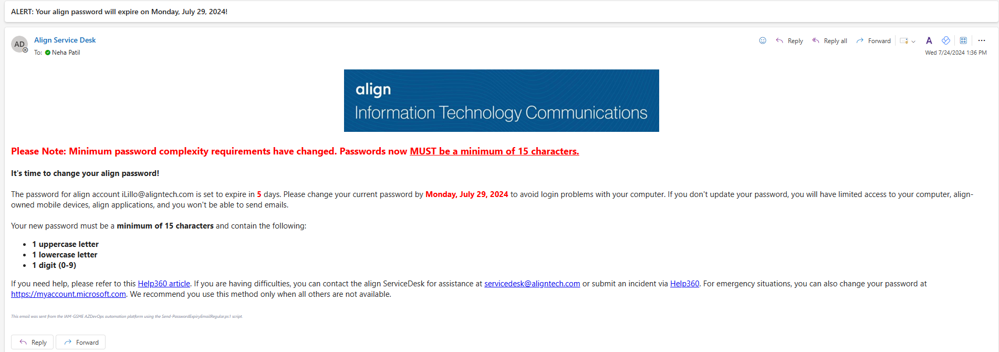 ALERT: Your align password will expire on Monday, July 29, 2024!
AD
Align Service Desk
To: Neha Patil
Reply
Reply all
Forward
A
Wed 7/24/2024 1:36 PM
align
Information Technology Communications
Please Note: Minimum password complexity requirements have changed. Passwords now MUST be a minimum of 15 characters.
It's time to change your align password!
The password for align account iLillo@aligntech.com is set to expire in 5 days. Please change your current password by Monday, July 29, 2024 to avoid login problems with your computer. If you don't update your password, you will have limited access to your computer, align-
owned mobile devices, align applications, and you won't be able to send emails.
Your new password must be a minimum of 15 characters and contain the following:
• 1 uppercase letter
• 1 lowercase letter
• 1 digit (0-9)
If you need help, please refer to this Help360 article. If you are having difficulties, you can contact the align ServiceDesk for assistance at servicedesk@aligntech.com or submit an incident via Help360. For emergency situations, you can also change your password at
https://myaccount.microsoft.com. We recommend you use this method only when all others are not available.
This email was sent from the IAM-GSME AZDevOps automation platform using the Send-PasswordExpiryEmailRegular.ps1 script.
Reply
Forward